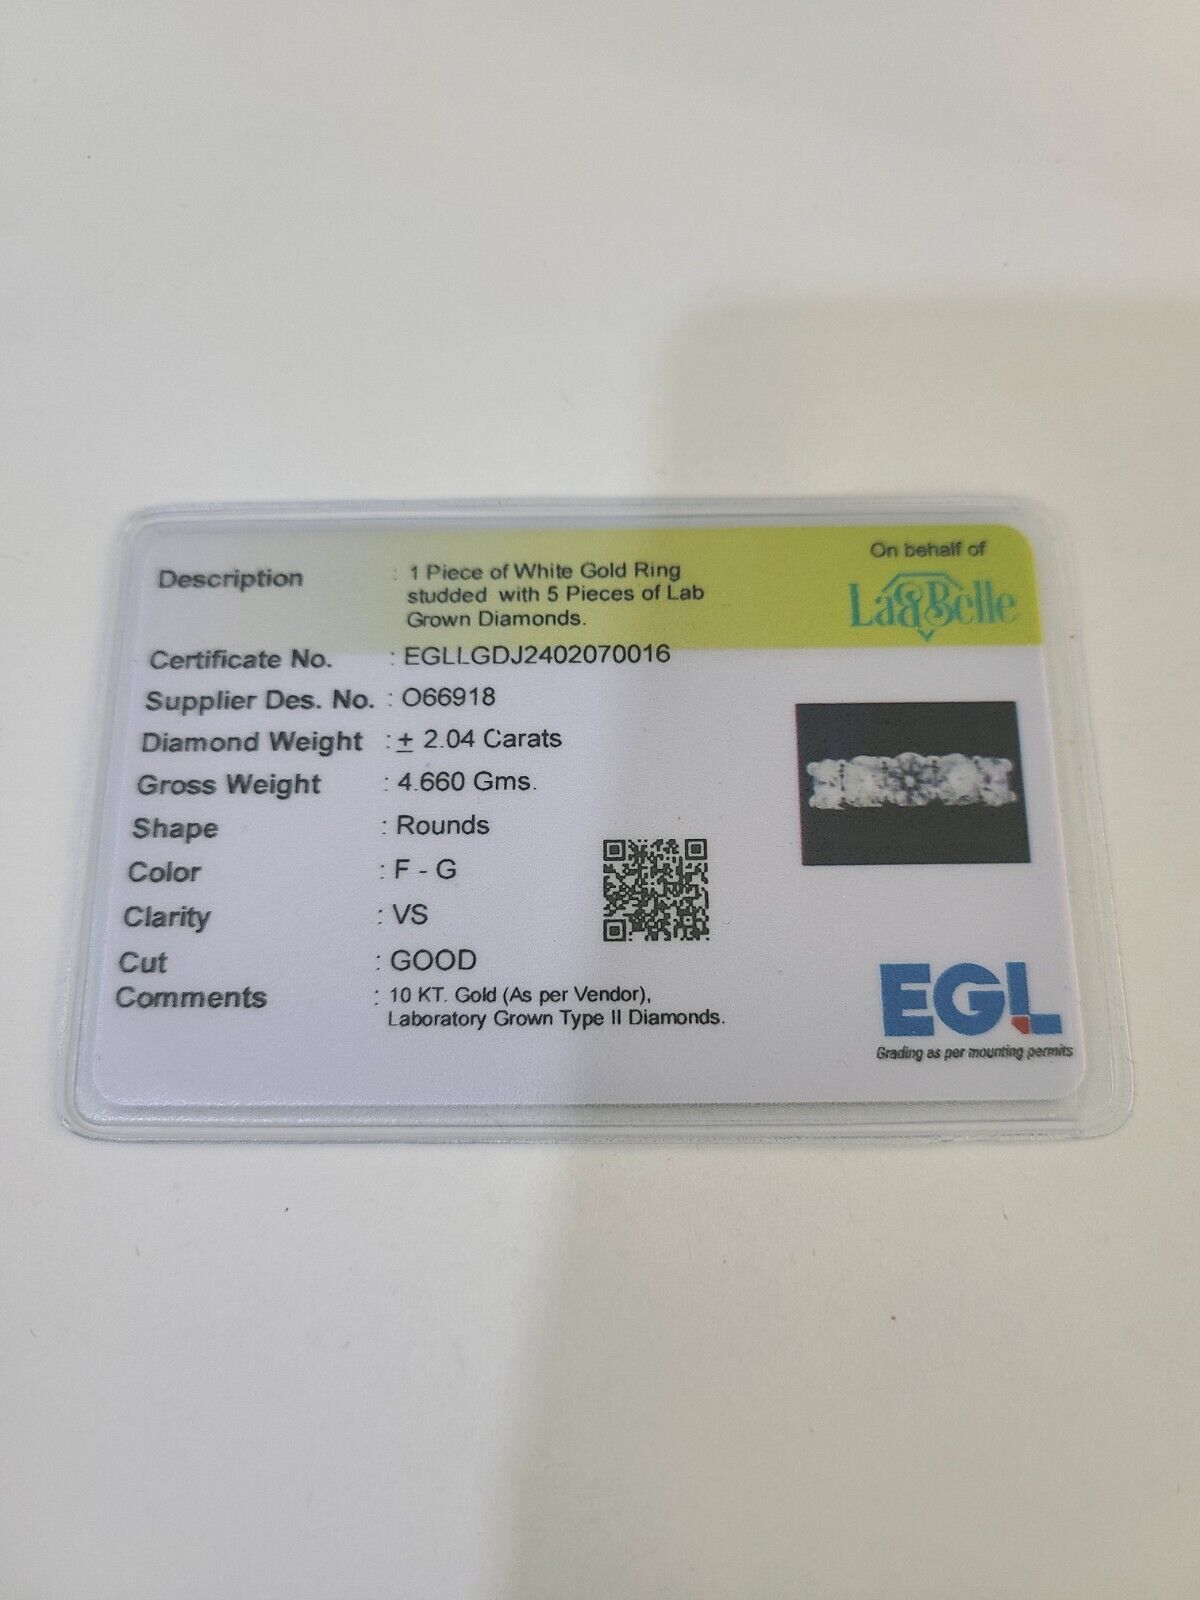 Description : 1 Piece of White Gold Ring
studded with 5 Pieces of Lab
Grown Diamonds.
On behalf of
LabBelle
Certificate No. : EGLLGDJ2402070016
Supplier Des. No. : O66918
Diamond Weight : ± 2.04 Carats
Gross Weight : 4.660 Gms.
Shape : Rounds
Color : F - G
Clarity : VS
Cut : GOOD
Comments : 10 KT. Gold (As per Vendor),
Laboratory Grown Type II Diamonds.
EGL
Grading as per mounting permits